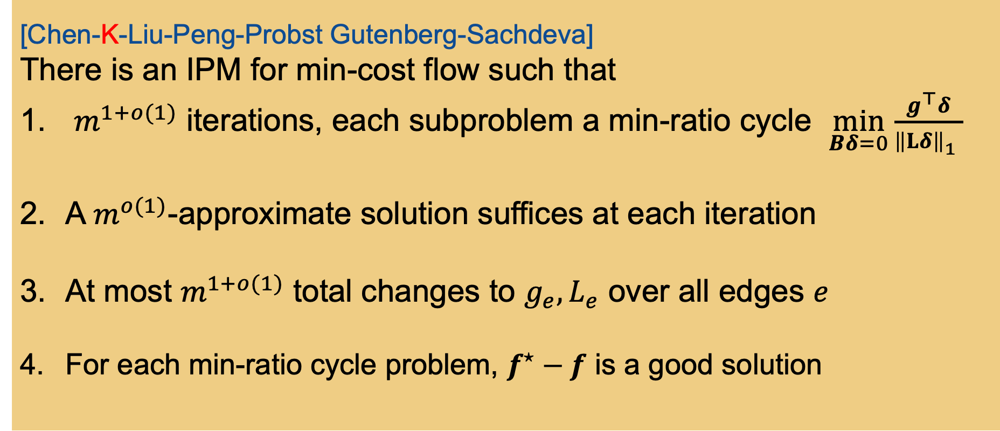 [Chen-K-Liu-Peng-Probst Gutenberg-Sachdeva]
There is an IPM for min-cost flow such that
1. $m^{1+o(1)}$ iterations, each subproblem a min-ratio cycle $\min_{\boldsymbol{B\delta}=0} \frac{\boldsymbol{g}^\top \boldsymbol{\delta}}{\|\mathbf{L}\boldsymbol{\delta}\|_1}$
2. A $m^{o(1)}$-approximate solution suffices at each iteration
3. At most $m^{1+o(1)}$ total changes to $g_e, L_e$ over all edges $e$
4. For each min-ratio cycle problem, $\boldsymbol{f}^\star - \boldsymbol{f}$ is a good solution